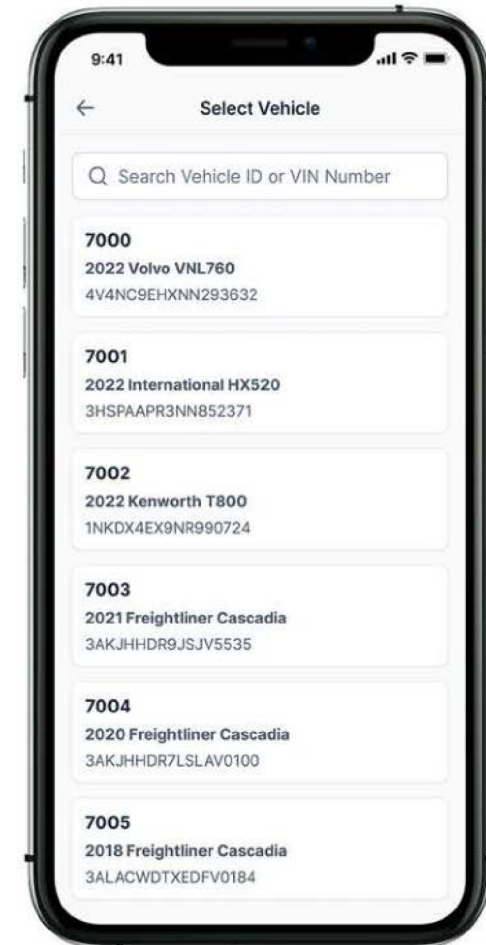 9:41
Select Vehicle
Search Vehicle ID or VIN Number
7000
2022 Volvo VNL760
4V4NC9EHXNN293632
7001
2022 International HX520
3HSPAAPR3NN852371
7002
2022 Kenworth T800
1NKDX4EX9NR990724
7003
2021 Freightliner Cascadia
3AKJHHDR9JSJV5535
7004
2020 Freightliner Cascadia
3AKJHHDR7LSLAV0100
7005
2018 Freightliner Cascadia
3ALACWDTXEDFV0184